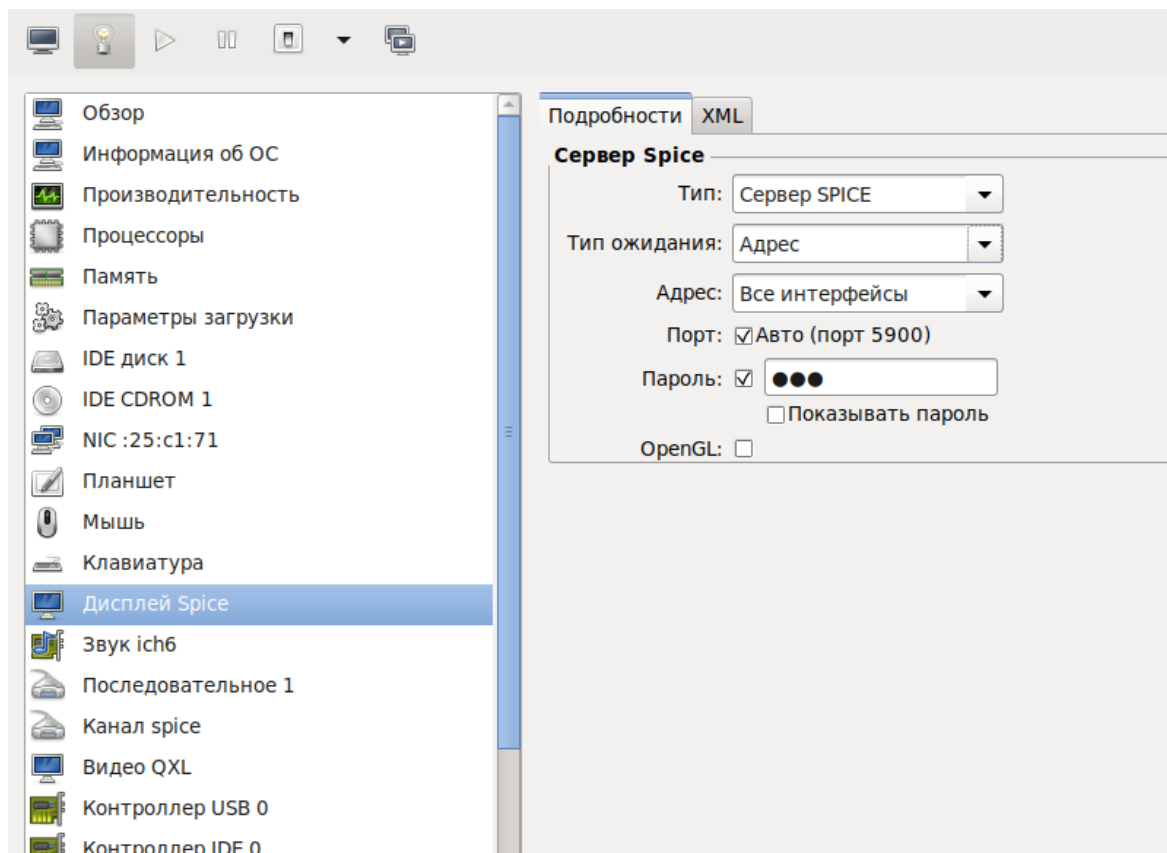 Обзор
Информация об ОС
Производительность
Процессоры
Память
Параметры загрузки
IDE диск 1
IDE CDROM 1
NIC :25:c1:71
Планшет
Мышь
Клавиатура
Дисплей Spice
Звук ich6
Последовательное 1
Канал spice
Видео QXL
Контроллер USB 0
Контроллер IDE 0
Подробности XML
Сервер Spice
Тип: Сервер SPICE
Тип ожидания: Адрес
Адрес: Все интерфейсы
Порт: Авто (порт 5900)
Пароль: ●●●
Показывать пароль
OpenGL: